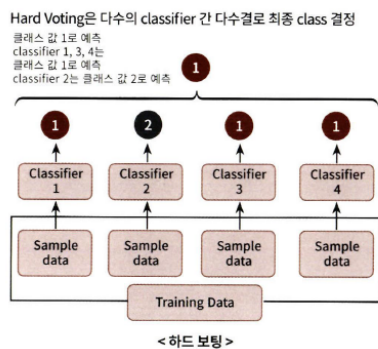 Hard Voting은 다수의 classifier 간 다수결로 최종 class 결정
클래스 값 1로 예측
classifier 1, 3, 4는
클래스 값 1로 예측
classifier 2는 클래스 값 2로 예측
1
1 2 1 1
Classifier 1
Classifier 2
Classifier 3
Classifier 4
Sample data
Sample data
Sample data
Sample data
Training Data
< 하드 보팅 >